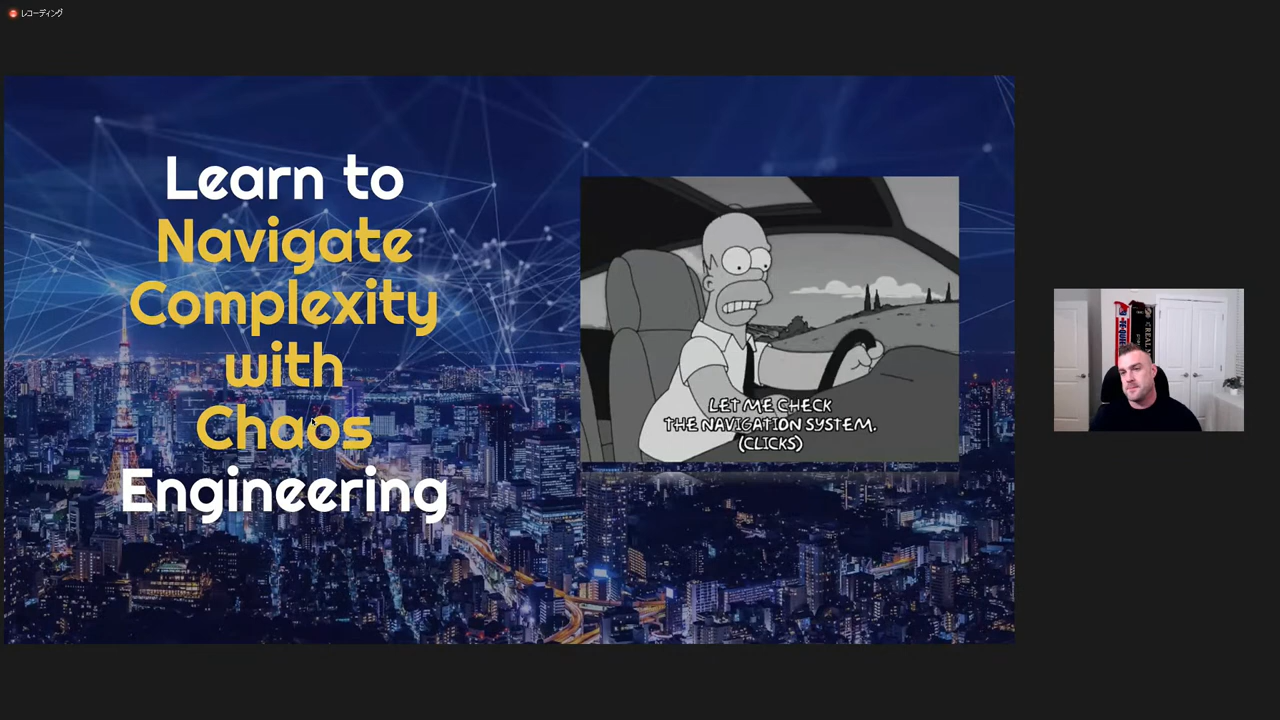 レコーディング
Learn to
Navigate
Complexity
with
Chaos
Engineering
LET ME CHECK
THE NAVIGATION SYSTEM.
(CLICKS)
REAL M